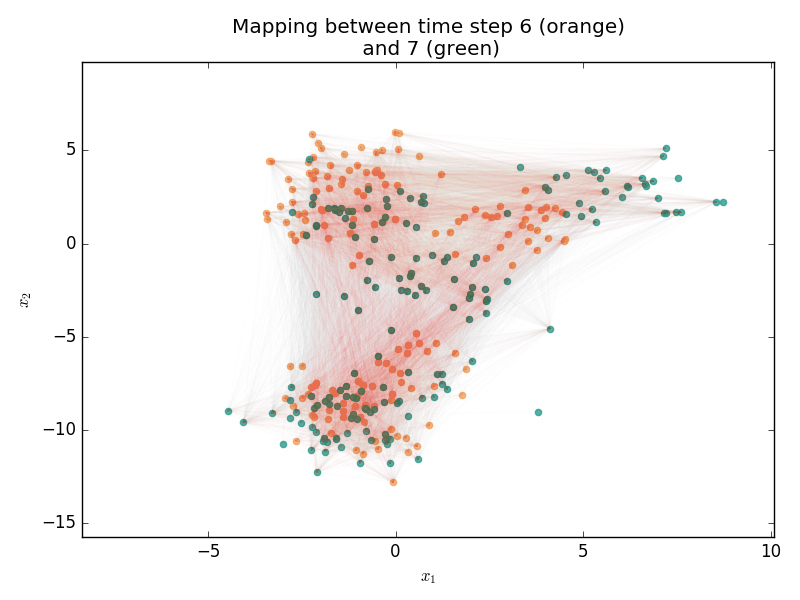 Mapping between time step 6 (orange)
and 7 (green)
5
0
−5
−10
−15
x₂
−5
0
5
10
x₁